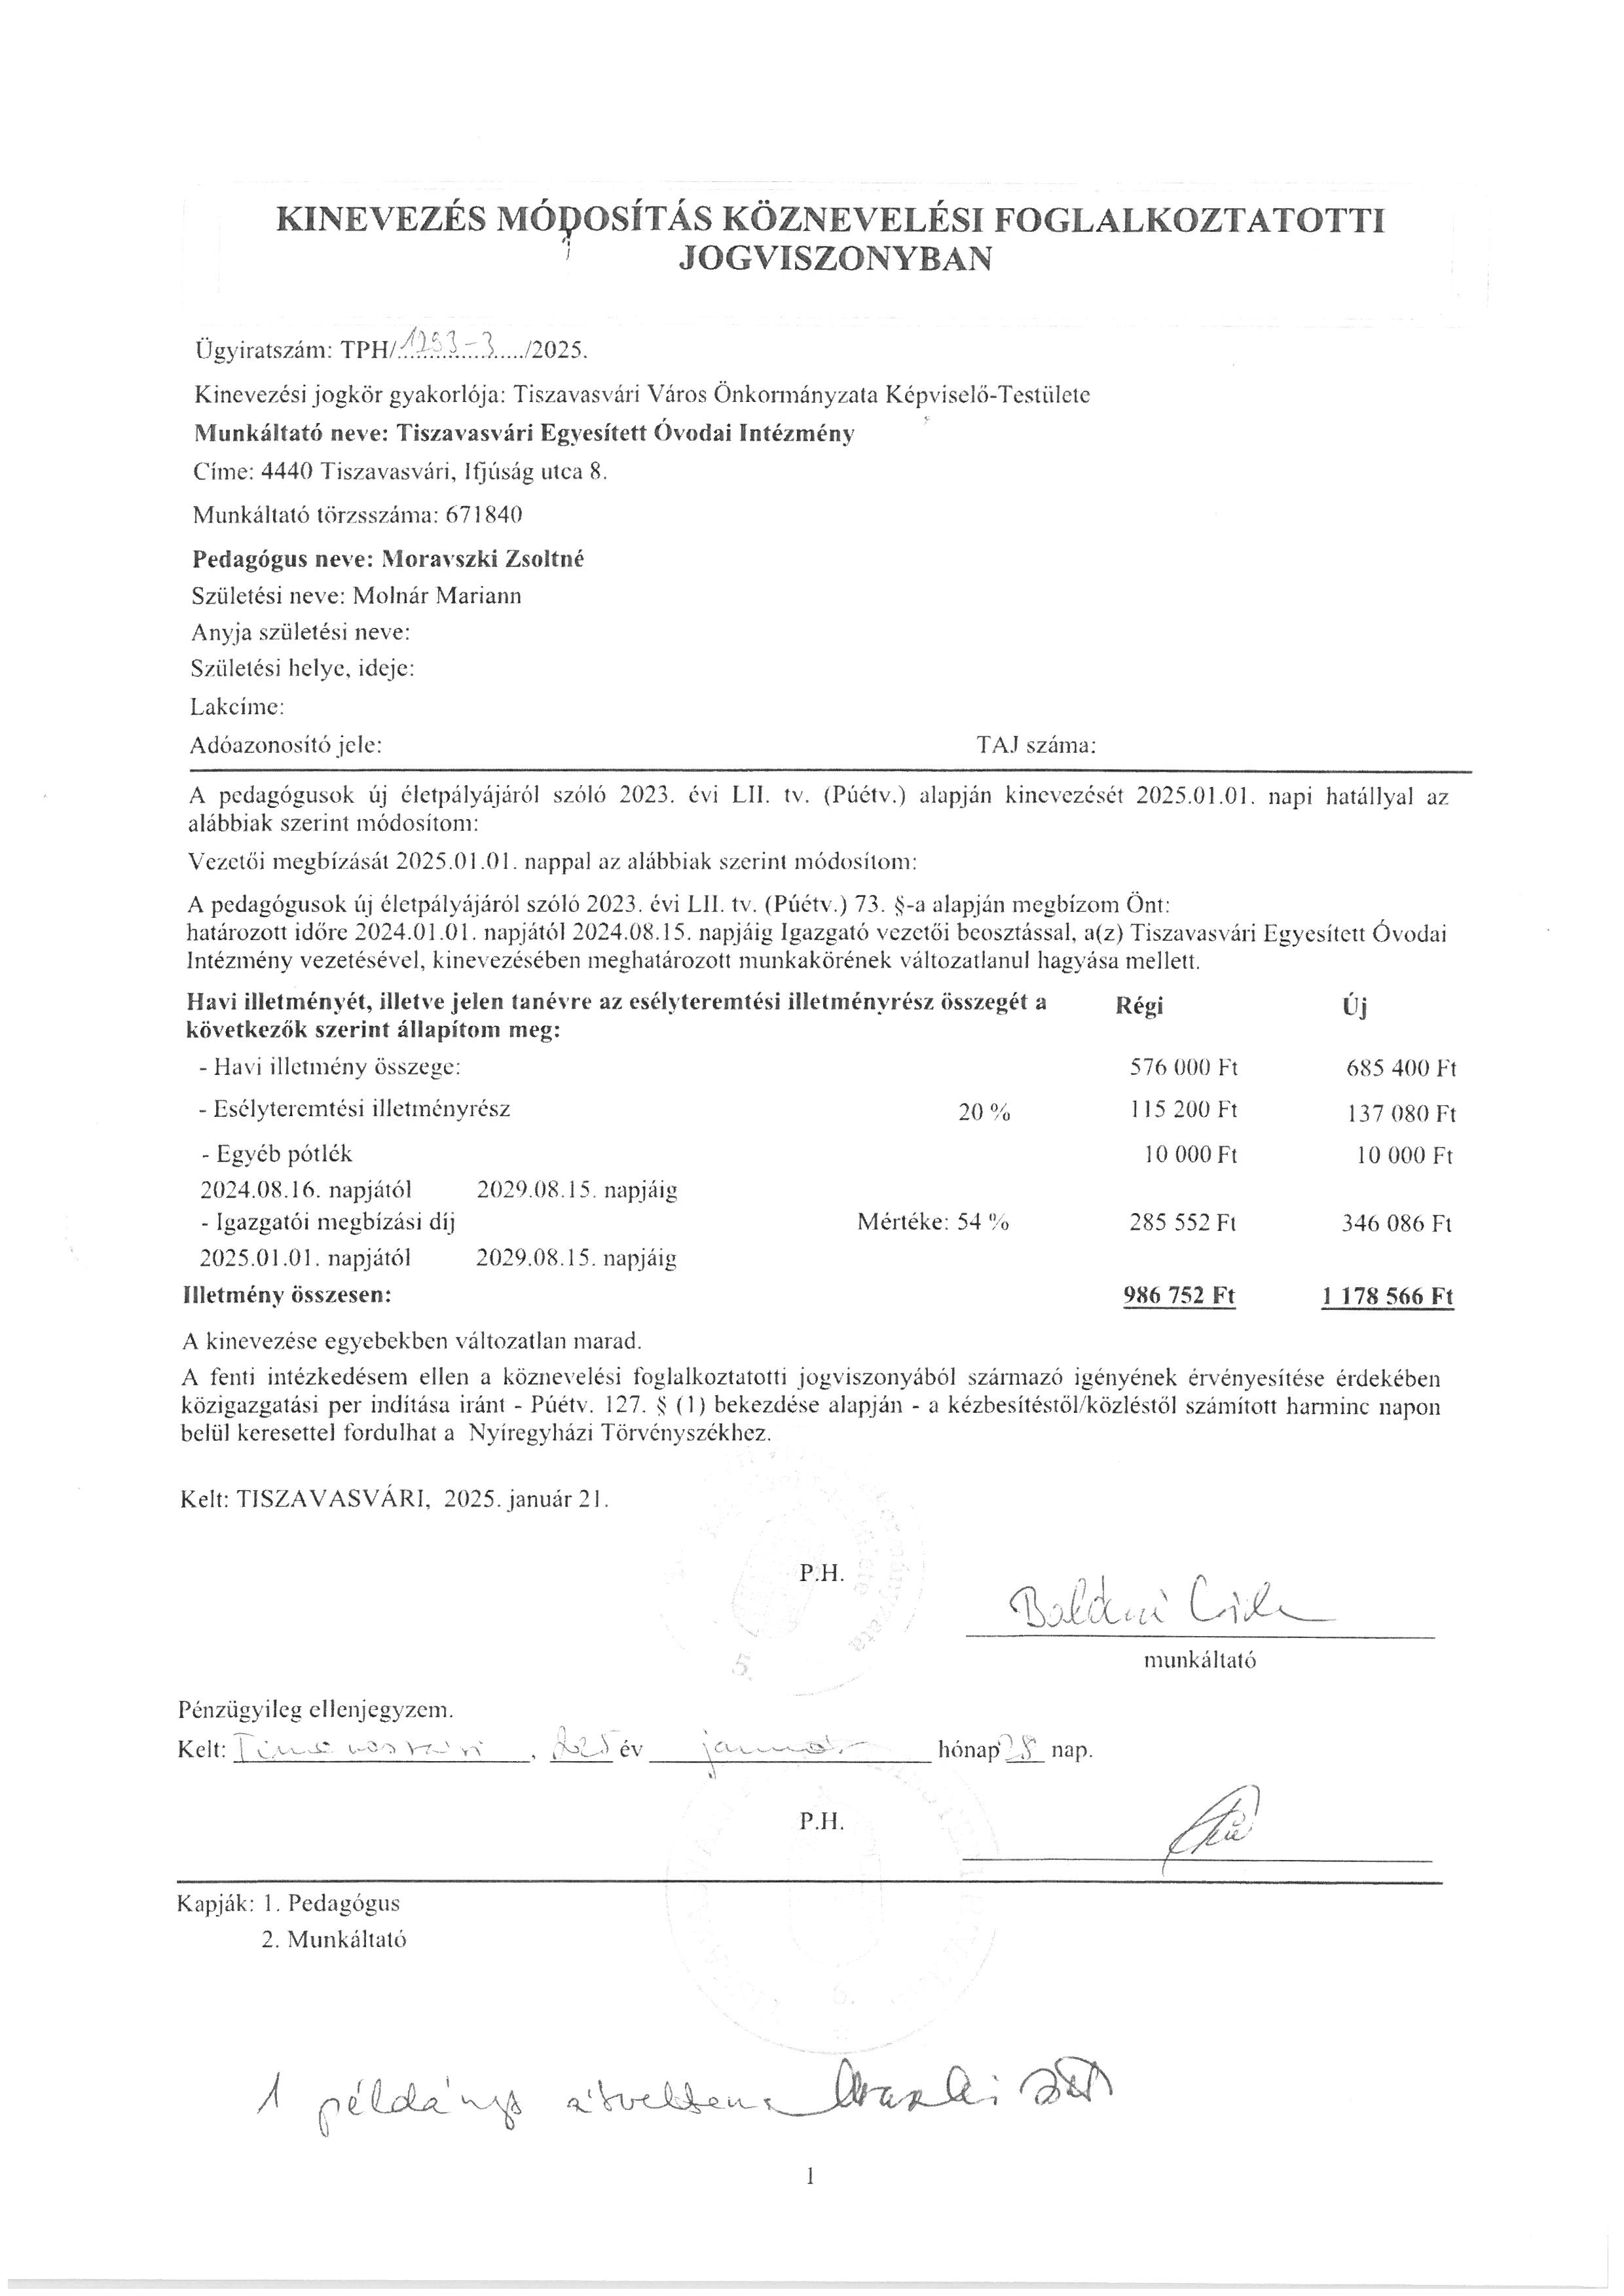 KINEVEZÉS MÓDOSÍTÁS KÖZNEVELÉSI FOGLALKOZTATOTTI
JOGVISZONYBAN
Ügyiratszám: TPH/.1293-3..../2025.
Kinevezési jogkör gyakorlója: Tiszavasvári Város Önkormányzata Képviselő-Testülete
Munkáltató neve: Tiszavasvári Egyesített Óvodai Intézmény
Címe: 4440 Tiszavasvári, Ifjúság utca 8.
Munkáltató törzsszáma: 671840
Pedagógus neve: Moravszki Zsoltné
Születési neve: Molnár Mariann
Anyja születési neve:
Születési helye, ideje:
Lakcíme:
Adóazonosító jele: TAJ száma:
A pedagógusok új életpályájáról szóló 2023. évi LII. tv. (Púétv.) alapján kinevezését 2025.01.01. napi hatállyal az
alábbiak szerint módosítom:
Vezetői megbízását 2025.01.01. nappal az alábbiak szerint módosítom:
A pedagógusok új életpályájáról szóló 2023. évi LII. tv. (Púétv.) 73. §-a alapján megbízom Önt:
határozott időre 2024.01.01. napjától 2024.08.15. napjáig Igazgató vezetői beosztással, a(z) Tiszavasvári Egyesített Óvodai
Intézmény vezetésével, kinevezésében meghatározott munkakörének változatlanul hagyása mellett.
Havi illetményét, illetve jelen tanévre az esélyteremtési illetményrész összegét a Régi Új
következők szerint állapítom meg:
- Havi illetmény összege: 576 000 Ft 685 400 Ft
- Esélyteremtési illetményrész 20 % 115 200 Ft 137 080 Ft
- Egyéb pótlék 10 000 Ft 10 000 Ft
2024.08.16. napjától 2029.08.15. napjáig
- Igazgatói megbízási díj Mértéke: 54 % 285 552 Ft 346 086 Ft
2025.01.01. napjától 2029.08.15. napjáig
Illetmény összesen: 986 752 Ft 1 178 566 Ft
A kinevezése egyebekben változatlan marad.
A fenti intézkedésem ellen a köznevelési foglalkoztatotti jogviszonyából származó igényének érvényesítése érdekében
közigazgatási per indítása iránt - Púétv. 127. § (1) bekezdése alapján - a kézbesítéstől/közléstől számított harminc napon
belül keresettel fordulhat a Nyíregyházi Törvényszékhez.
Kelt: TISZAVASVÁRI, 2025. január 21.
P.H.
munkáltató
Pénzügyileg ellenjegyzem.
Kelt: Tiszavasvári, 2025 év január hónap 28 nap.
P.H.
Kapják: 1. Pedagógus
2. Munkáltató
1 példányt átvettem:
1